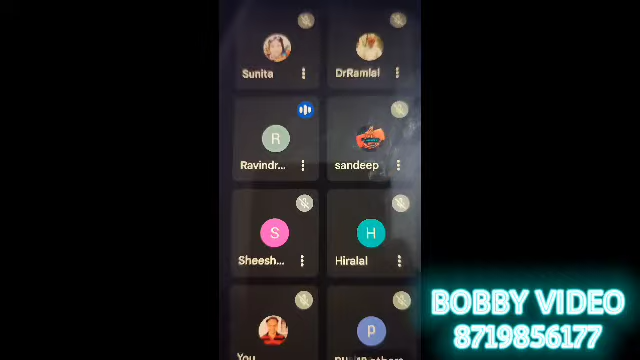 Sunita
DrRamlal
R
Ravindr...
sandeep
S
Sheesh...
H
Hiralal
You
P
BOBBY VIDEO
8719856177